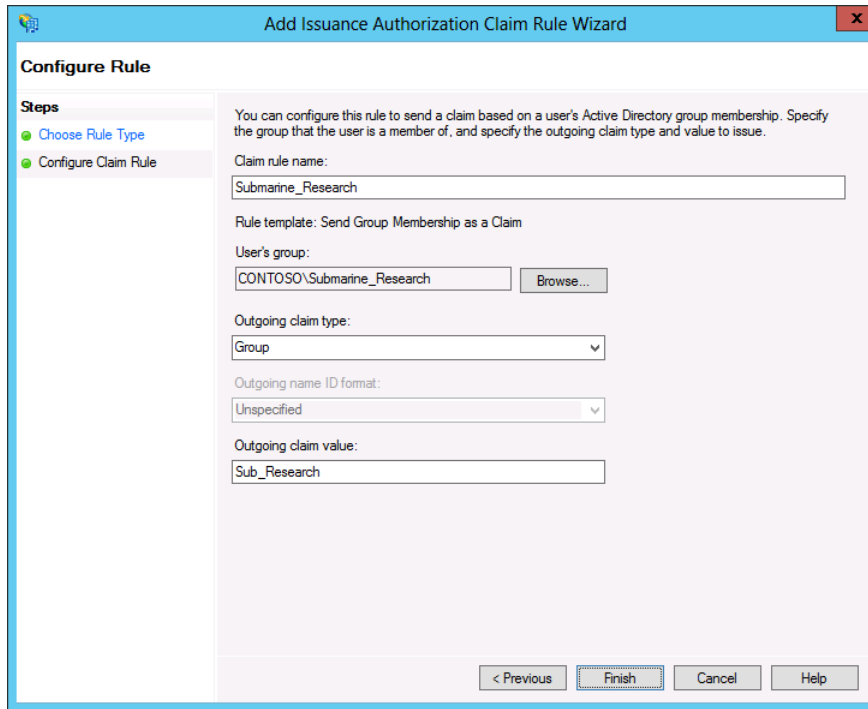 Add Issuance Authorization Claim Rule Wizard
x
Configure Rule
Steps
Choose Rule Type
Configure Claim Rule
You can configure this rule to send a claim based on a user's Active Directory group membership. Specify
the group that the user is a member of, and specify the outgoing claim type and value to issue.
Claim rule name:
Submarine_Research
Rule template: Send Group Membership as a Claim
User's group:
CONTOSO\Submarine_Research
Browse...
Outgoing claim type:
Group
Outgoing name ID format:
Unspecified
Outgoing claim value:
Sub_Research
< Previous
Finish
Cancel
Help